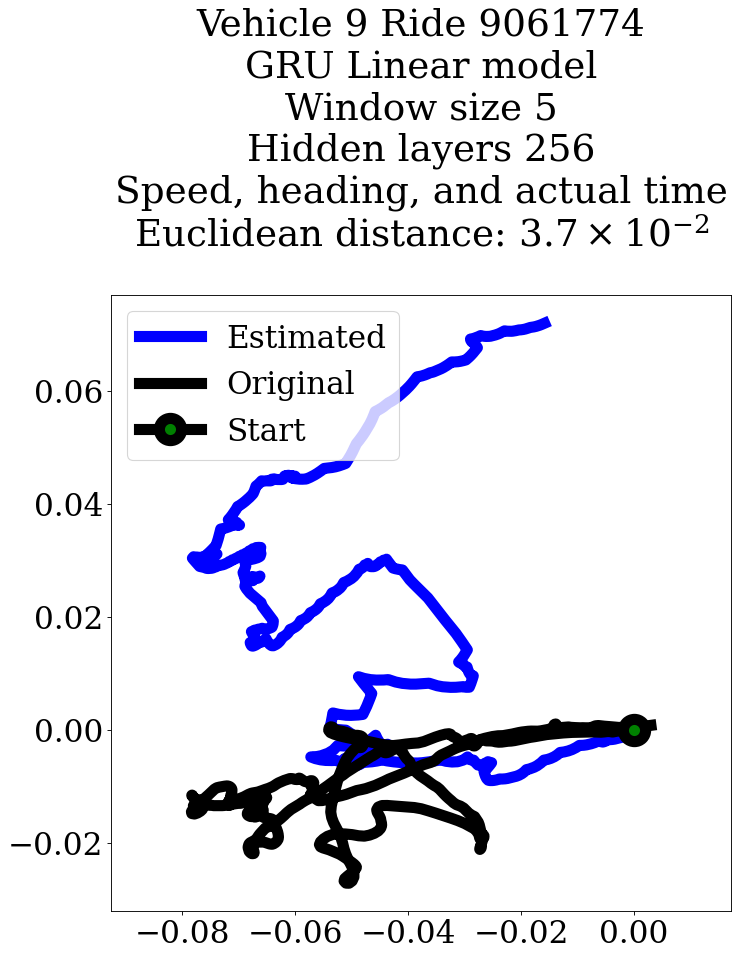 Vehicle 9 Ride 9061774
GRU Linear model
Window size 5
Hidden layers 256
Speed, heading, and actual time
Euclidean distance: 3.7 × 10⁻²
Estimated
Original
Start
0.06
0.04
0.02
0.00
−0.02
−0.08 −0.06 −0.04 −0.02 0.00